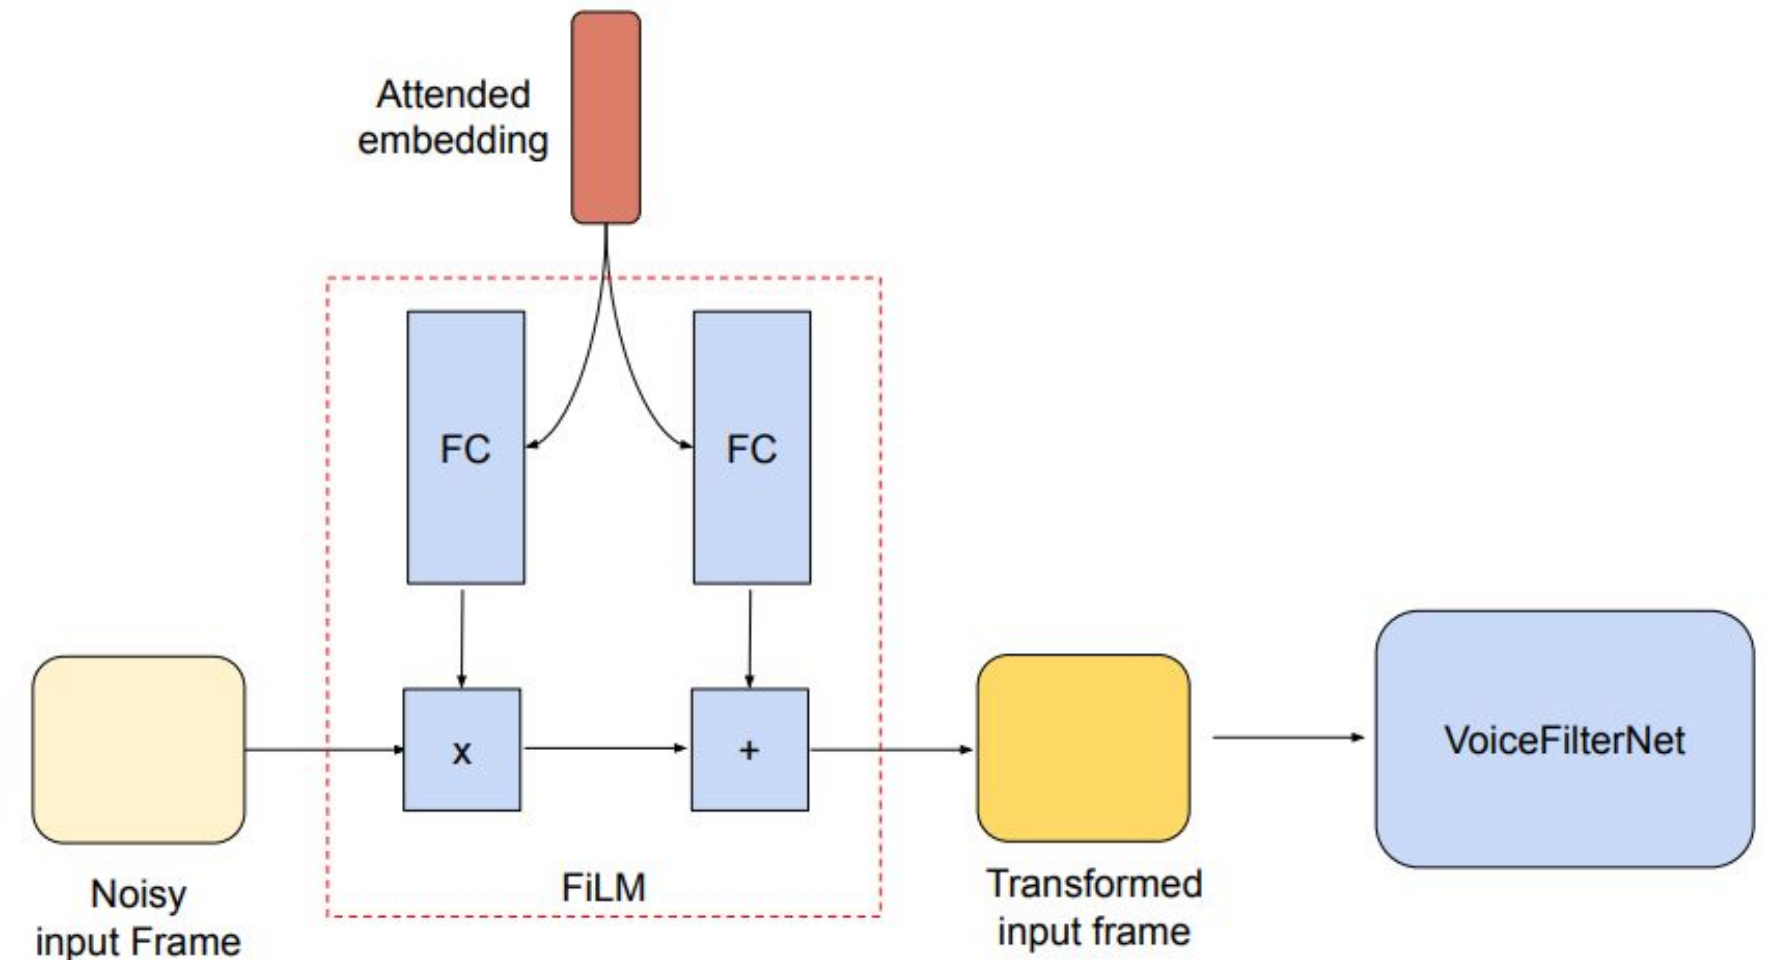 Attended
embedding
FC
FC
x
+
VoiceFilterNet
FiLM
Noisy
input Frame
Transformed
input frame